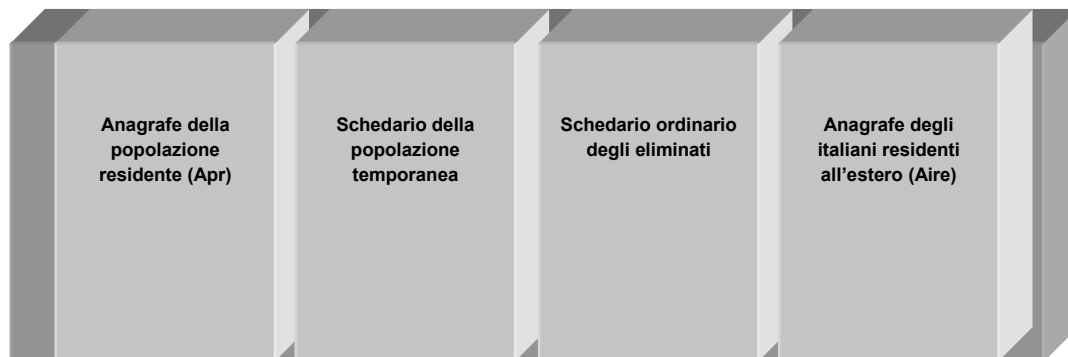 Anagrafe della
popolazione
residente (Apr)
Schedario della
popolazione
temporanea
Schedario ordinario
degli eliminati
Anagrafe degli
italiani residenti
all’estero (Aire)